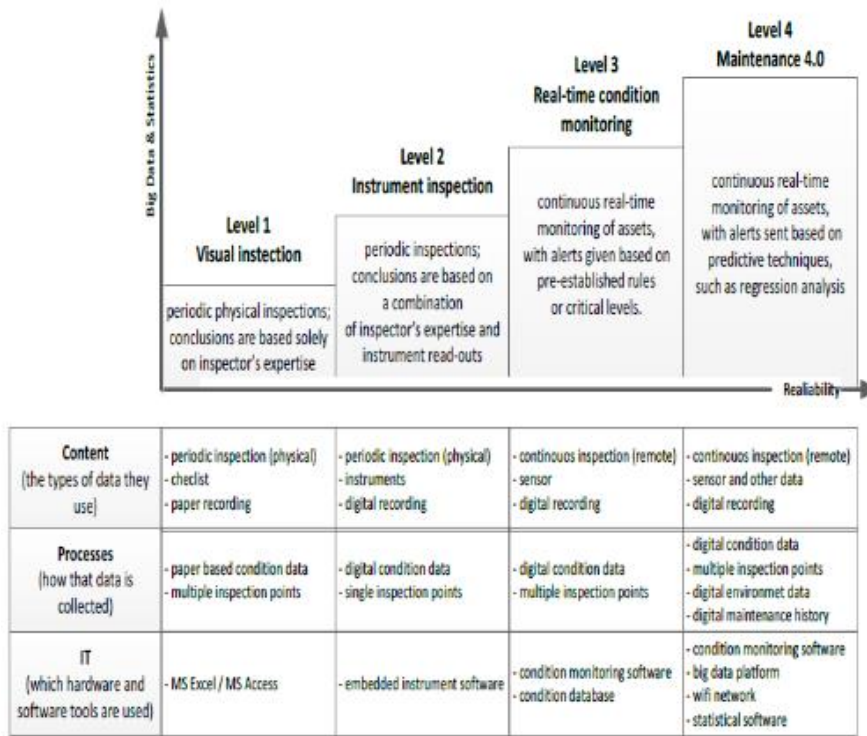 Big Data & Statistics
Level 1
Visual instection
periodic physical inspections;
conclusions are based solely
on inspector's expertise
Level 2
Instrument inspection
periodic inspections;
conclusions are based on
a combination
of inspector's expertise and
instrument read-outs
Level 3
Real-time condition
monitoring
continuous real-time
monitoring of assets,
with alerts given based on
pre-established rules
or critical levels.
Level 4
Maintenance 4.0
continuous real-time
monitoring of assets,
with alerts sent based on
predictive techniques,
such as regression analysis
Realiability
Content
(the types of data they
use)
- periodic inspection (physical)
- checlist
- paper recording
- periodic inspection (physical)
- instruments
- digital recording
- continouos inspection (remote)
- sensor
- digital recording
- continouos inspection (remote)
- sensor and other data
- digital recording
Processes
(how that data is
collected)
- paper based condition data
- multiple inspection points
- digital condition data
- single inspection points
- digital condition data
- multiple inspection points
- digital condition data
- multiple inspection points
- digital environmet data
- digital maintenance history
IT
(which hardware and
software tools are used)
- MS Excel / MS Access
- embedded instrument software
- condition monitoring software
- condition database
- condition monitoring software
- big data platform
- wifi network
- statistical software